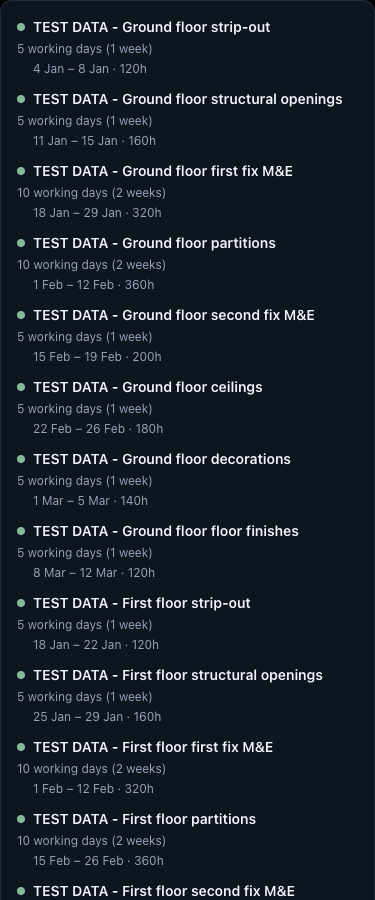 TEST DATA - Ground floor strip-out
5 working days (1 week)
4 Jan – 8 Jan · 120h
TEST DATA - Ground floor structural openings
5 working days (1 week)
11 Jan – 15 Jan · 160h
TEST DATA - Ground floor first fix M&E
10 working days (2 weeks)
18 Jan – 29 Jan · 320h
TEST DATA - Ground floor partitions
10 working days (2 weeks)
1 Feb – 12 Feb · 360h
TEST DATA - Ground floor second fix M&E
5 working days (1 week)
15 Feb – 19 Feb · 200h
TEST DATA - Ground floor ceilings
5 working days (1 week)
22 Feb – 26 Feb · 180h
TEST DATA - Ground floor decorations
5 working days (1 week)
1 Mar – 5 Mar · 140h
TEST DATA - Ground floor floor finishes
5 working days (1 week)
8 Mar – 12 Mar · 120h
TEST DATA - First floor strip-out
5 working days (1 week)
18 Jan – 22 Jan · 120h
TEST DATA - First floor structural openings
5 working days (1 week)
25 Jan – 29 Jan · 160h
TEST DATA - First floor first fix M&E
10 working days (2 weeks)
1 Feb – 12 Feb · 320h
TEST DATA - First floor partitions
10 working days (2 weeks)
15 Feb – 26 Feb · 360h
TEST DATA - First floor second fix M&E